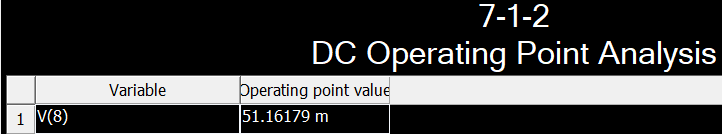 7-1-2
DC Operating Point Analysis
Variable Operating point value
1 V(8) 51.16179 m